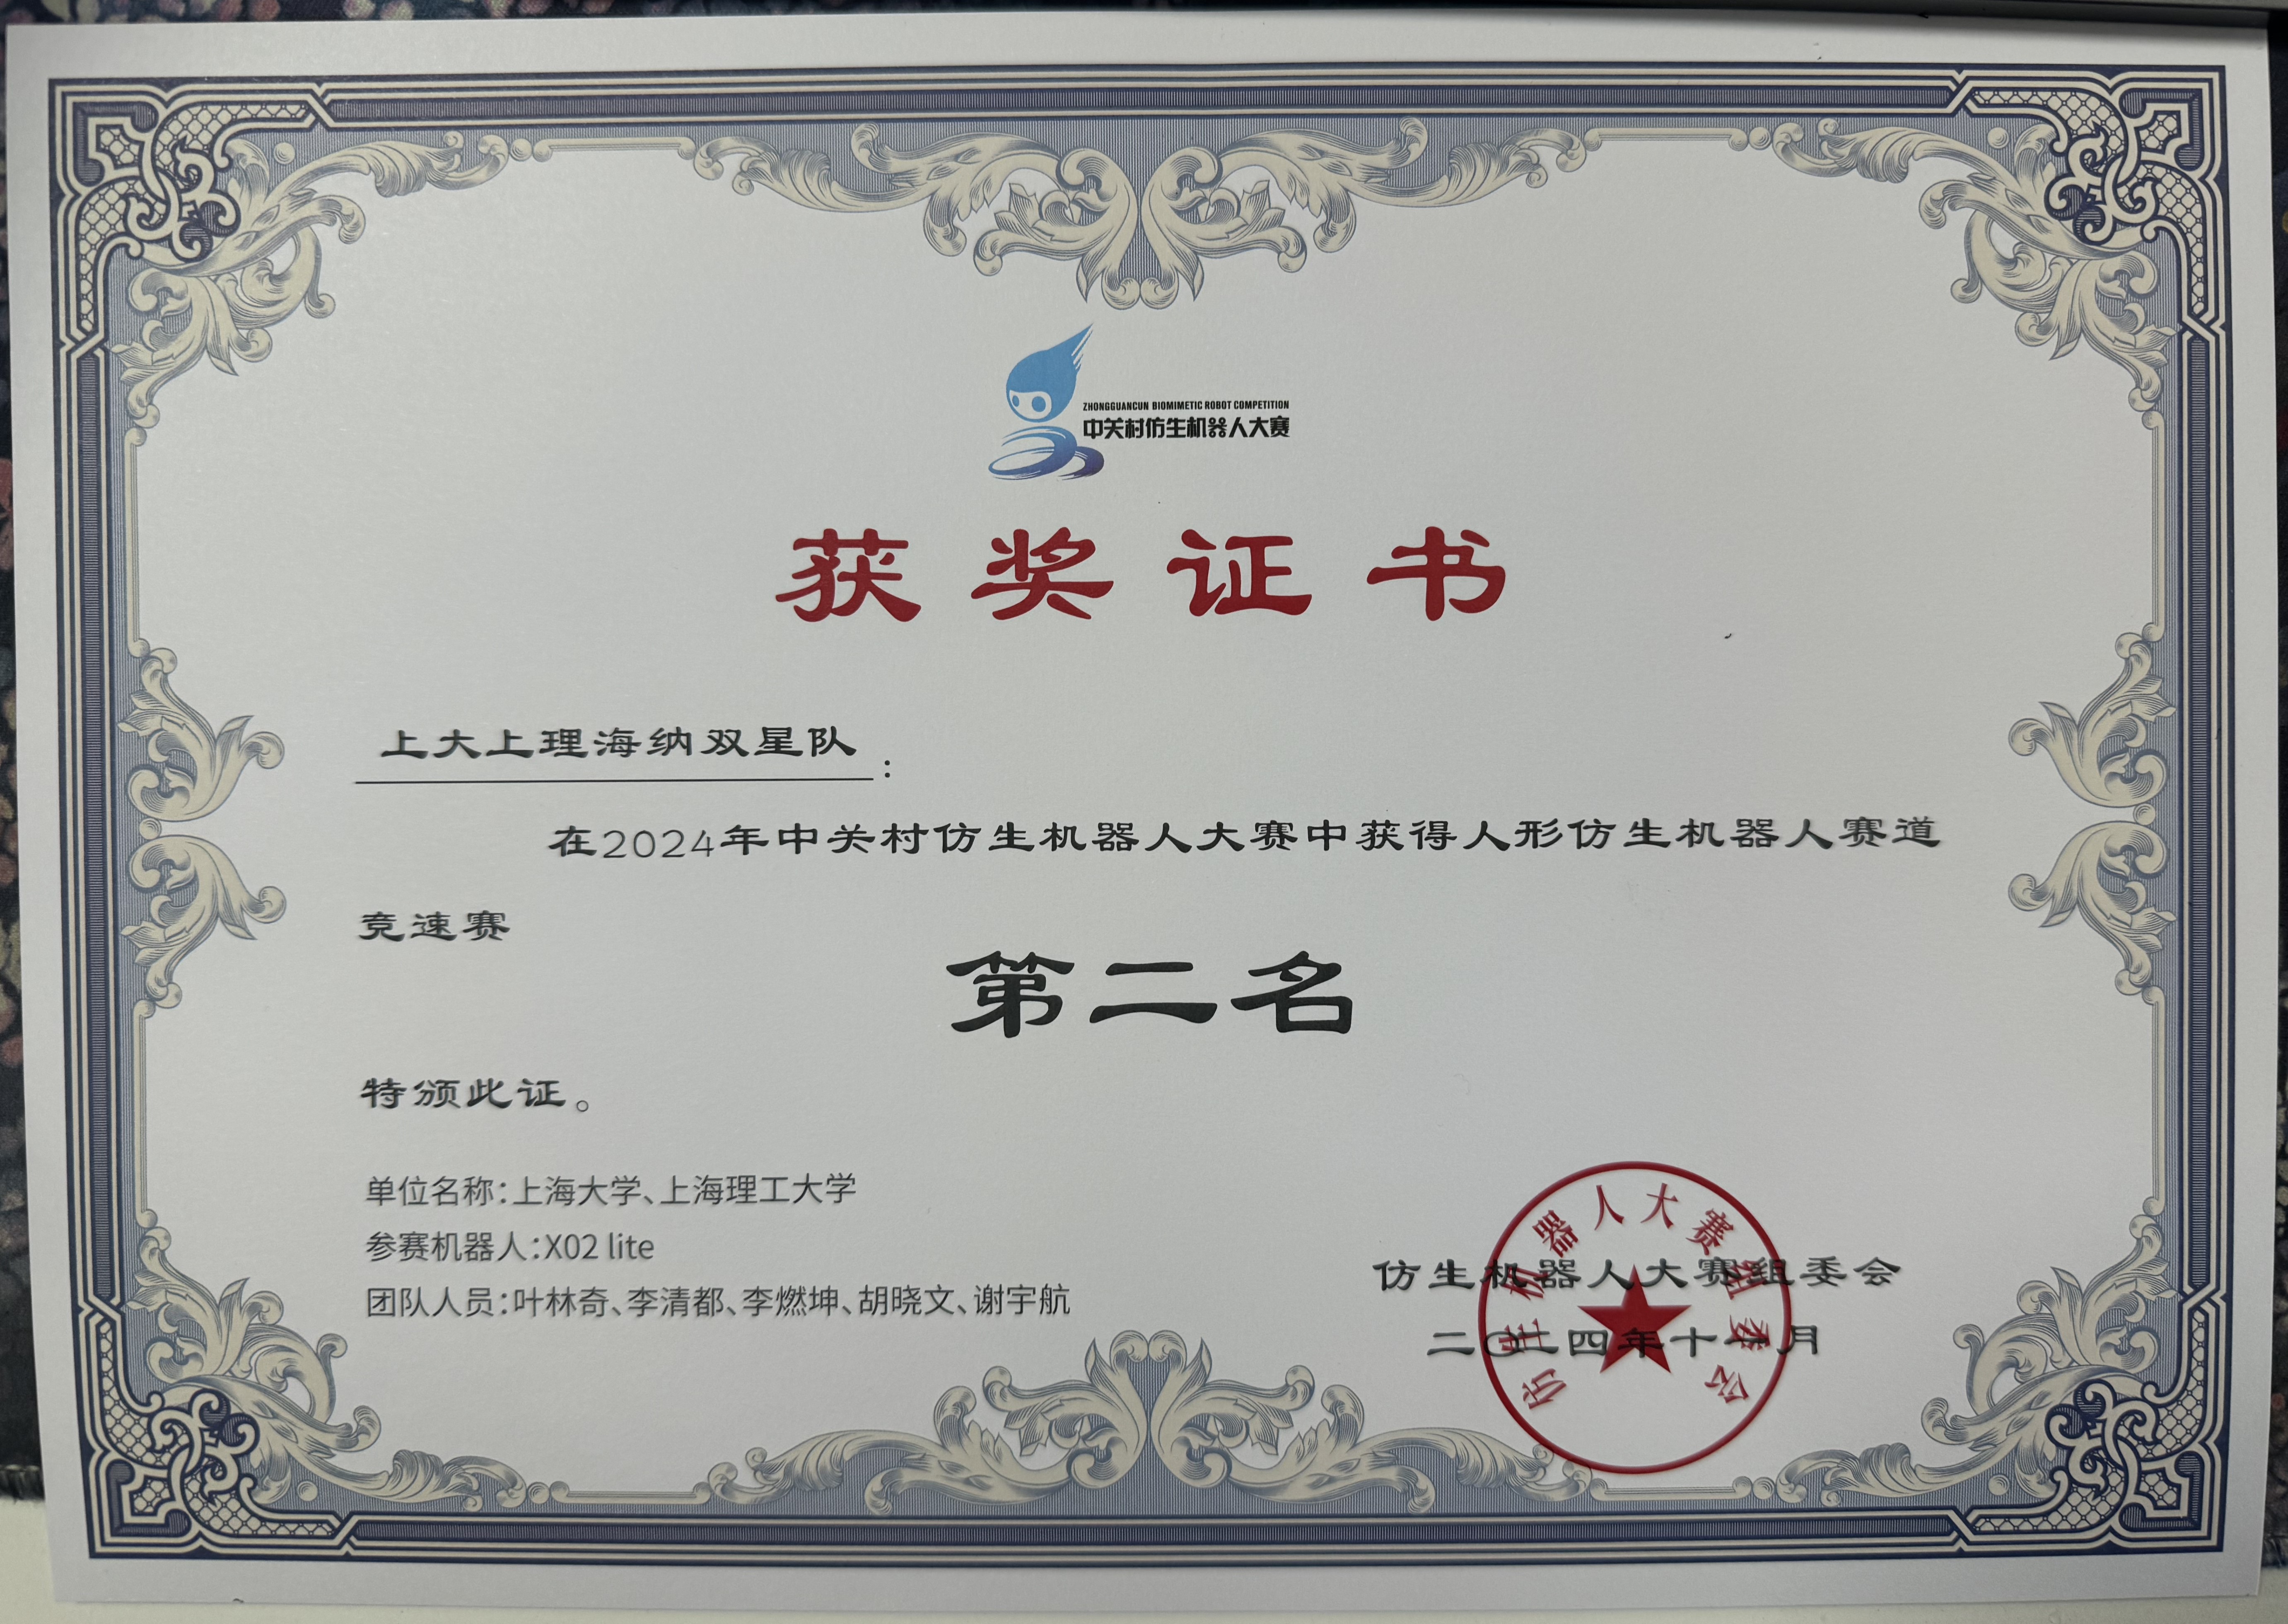 ZHONGGUANCUN BIOMIMETIC ROBOT COMPETITION
中关村仿生机器人大赛
获奖证书
上大上理海纳双星队：
在2024年中关村仿生机器人大赛中获得人形仿生机器人赛道
竞速赛
第二名
特颁此证。
单位名称：上海大学、上海理工大学
参赛机器人：X02 lite
团队人员：叶林奇、李清都、李燃坤、胡晓文、谢宇航
仿生机器人大赛组委会
二〇二四年十一月
仿生机器人大赛组委会